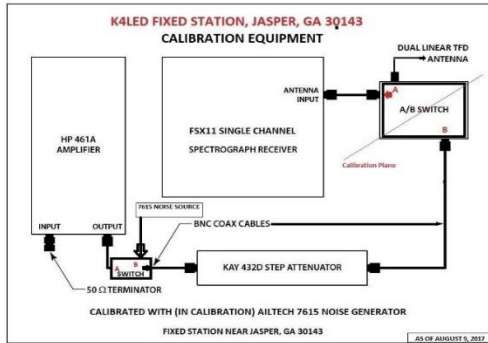 K4LED FIXED STATION, JASPER, GA 30143
CALIBRATION EQUIPMENT
DUAL LINEAR TFD
ANTENNA
ANTENNA
INPUT
A
A/B SWITCH
B
HP 461A
AMPLIFIER
FSX11 SINGLE CHANNEL
SPECTROGRAPH RECEIVER
Calibration Plane
7615 NOISE SOURCE
INPUT
OUTPUT
BNC COAX CABLES
A
B
SWITCH
KAY 432D STEP ATTENUATOR
50 Ω TERMINATOR
CALIBRATED WITH (IN CALIBRATION) AILTECH 7615 NOISE GENERATOR
FIXED STATION NEAR JASPER, GA 30143
AS OF AUGUST 9, 2017